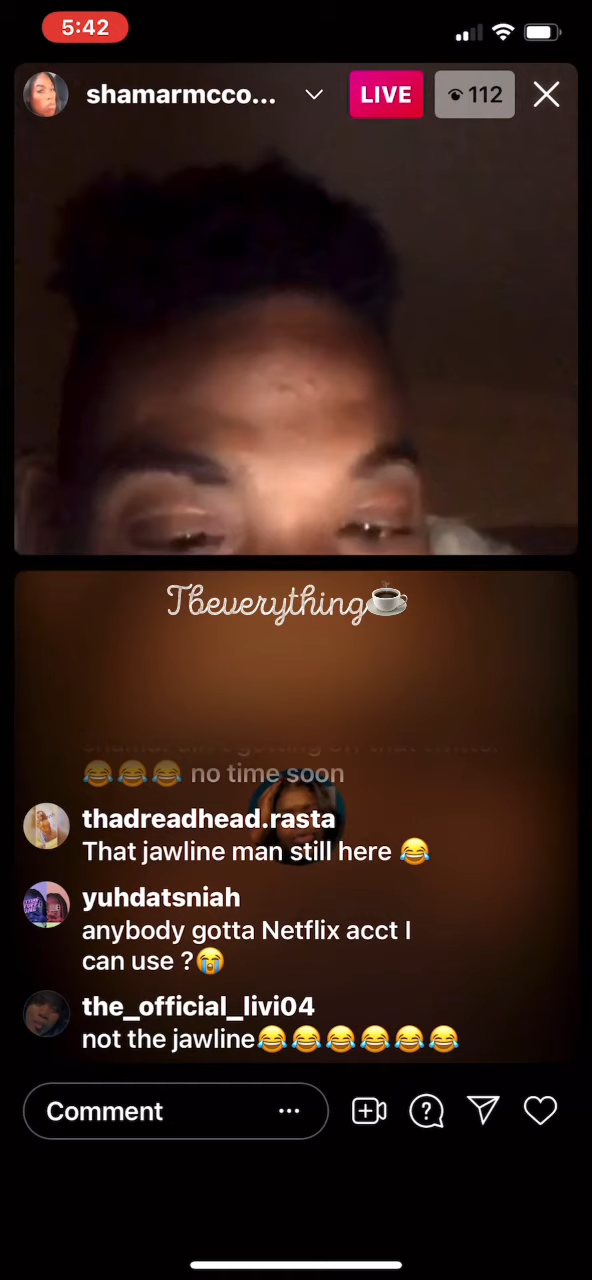 5:42
shamarmcco...
LIVE
112
Tbeverything
😂😂😂 no time soon
thadreadhead.rasta
That jawline man still here 😂
yuhdatsniah
anybody gotta Netflix acct I
can use ?😭
the_official_livi04
not the jawline😂😂😂😂😂😂
Comment